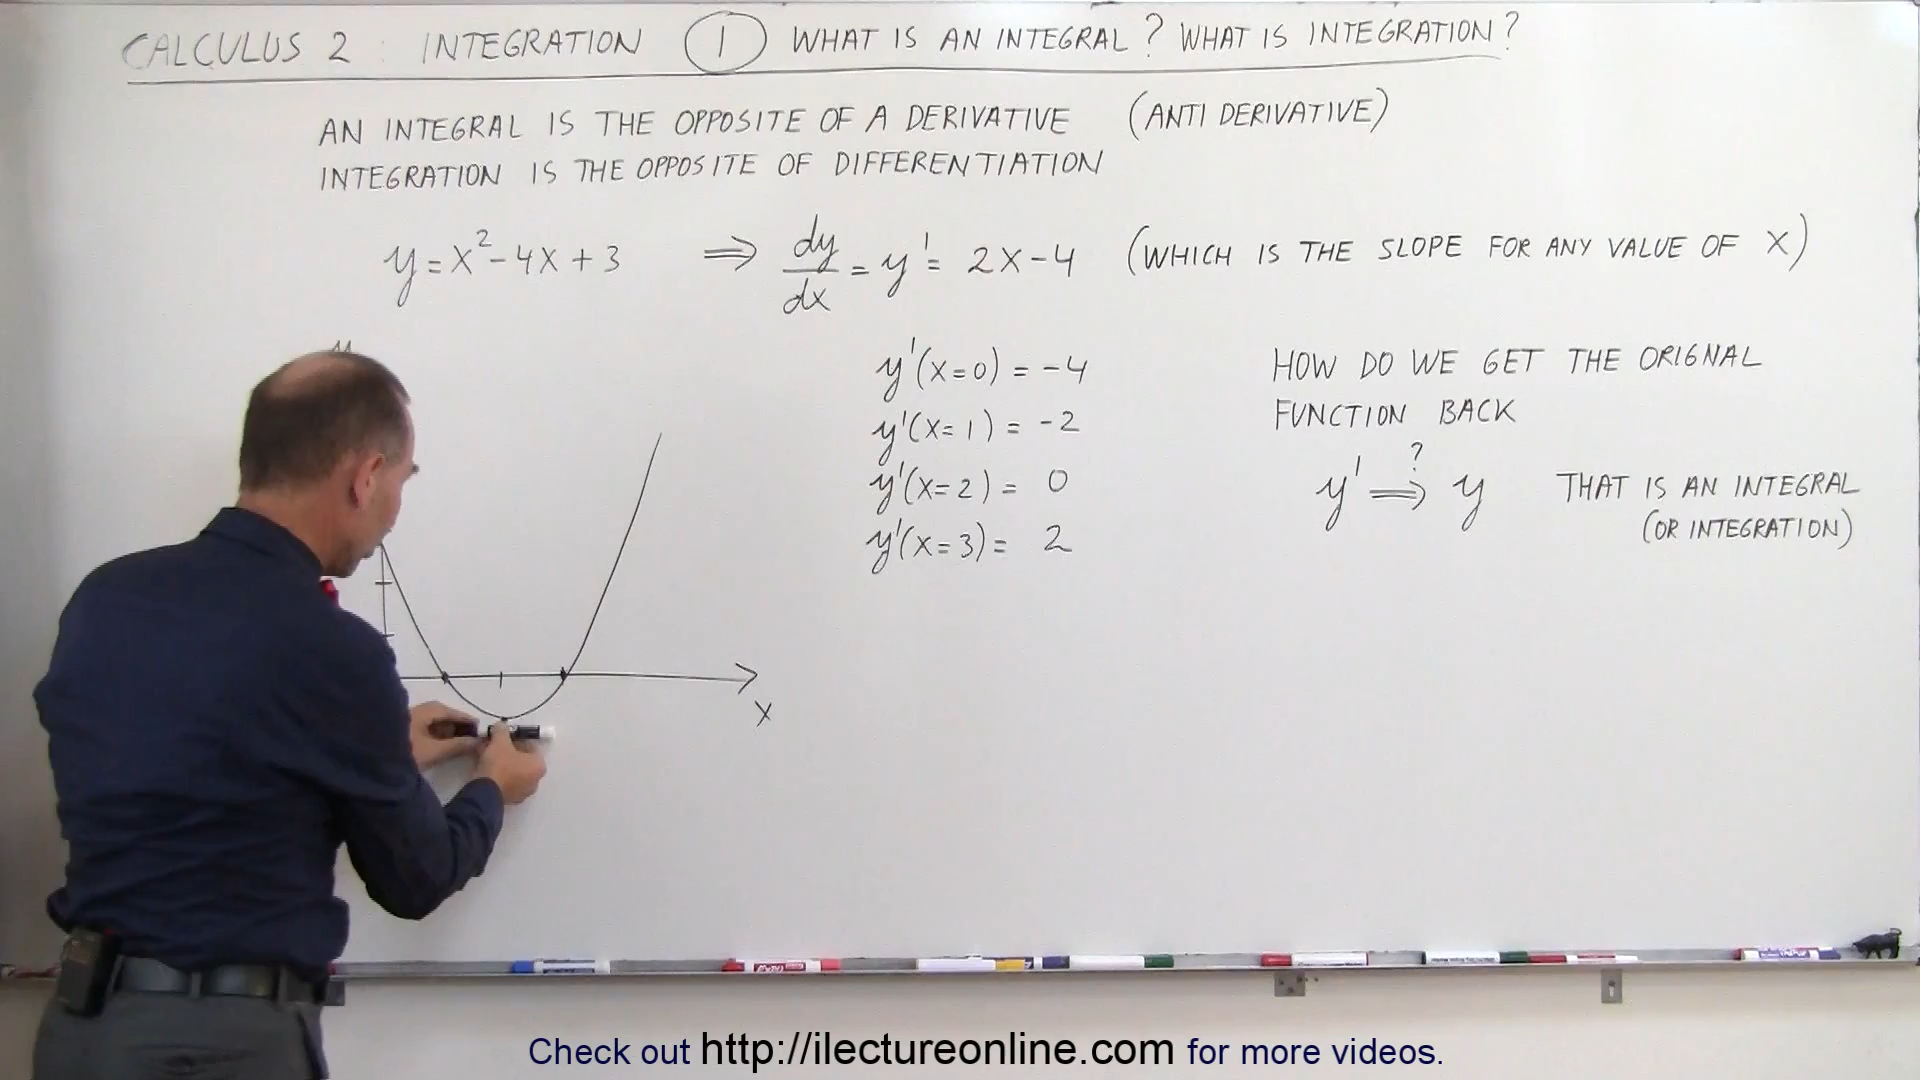 CALCULUS 2 : INTEGRATION 1 WHAT IS AN INTEGRAL? WHAT IS INTEGRATION?
AN INTEGRAL IS THE OPPOSITE OF A DERIVATIVE (ANTI DERIVATIVE)
INTEGRATION IS THE OPPOSITE OF DIFFERENTIATION
y = x² - 4x + 3 ⇒ dy/dx = y' = 2x - 4 (WHICH IS THE SLOPE FOR ANY VALUE OF X)
y'(x=0) = -4
y'(x=1) = -2
y'(x=2) = 0
y'(x=3) = 2
HOW DO WE GET THE ORIGNAL
FUNCTION BACK
?
y' ⇒ y THAT IS AN INTEGRAL
(OR INTEGRATION)
x
Check out http://ilectureonline.com for more videos.